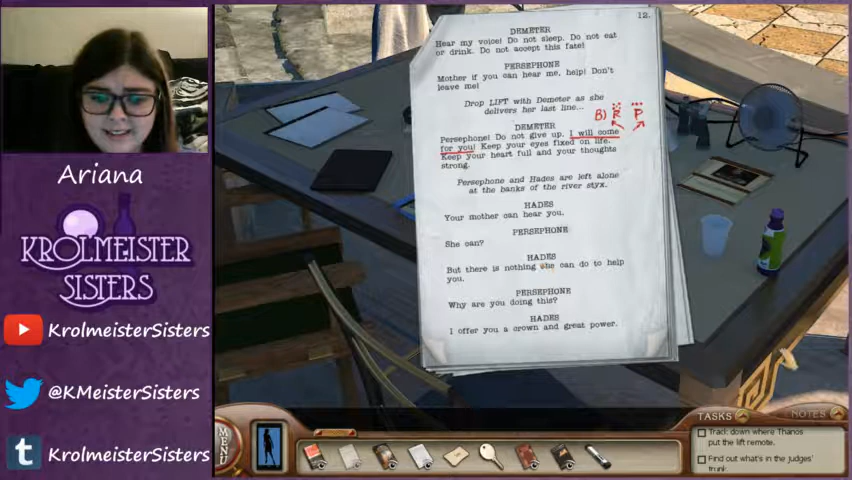 12.
DEMETER
Hear my voice! Do not sleep. Do not eat
or drink. Do not accept this fate!
PERSEPHONE
Mother if you can hear me, help! Don't
leave me!
Drop LIFT with Demeter as she
delivers her last line...
B) R P
DEMETER
Persephone! Do not give up. I will some
for you! Keep your eyes fixed on life.
Keep your heart full and your thoughts
strong.
Persephone and Hades are left alone
at the banks of the river styx.
HADES
Your mother can hear you.
PERSEPHONE
She can?
HADES
But there is nothing she can do to help
you.
PERSEPHONE
Why are you doing this?
HADES
I offer you a crown and great power.
Ariana
KROLMEISTER
SISTERS
KrolmeisterSisters
@KMeisterSisters
KrolmeisterSisters
MENU
TASKS
NOTES
Track down where Thanos
put the lift remote.
Find out what's in the judges'
trunk